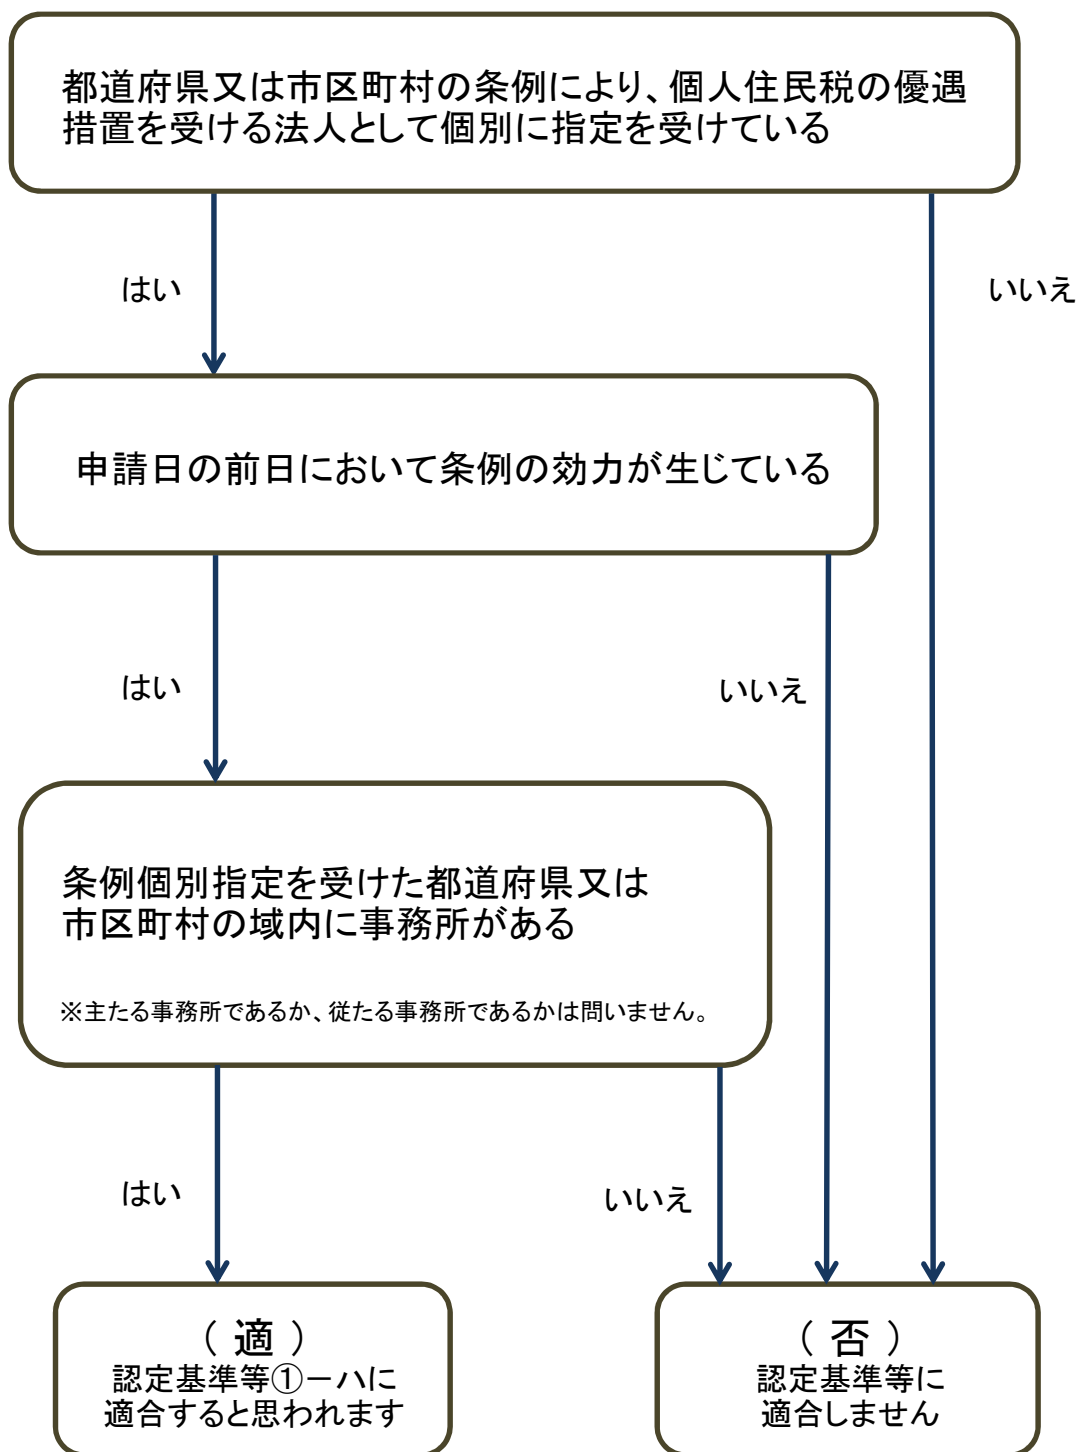 都道府県又は市区町村の条例により、個人住民税の優遇
措置を受ける法人として個別に指定を受けている
はい
いいえ
申請日の前日において条例の効力が生じている
はい
いいえ
条例個別指定を受けた都道府県又は
市区町村の域内に事務所がある
※主たる事務所であるか、従たる事務所であるかは問いません。
はい
いいえ
（ 適 ）
認定基準等①－ハに
適合すると思われます
（ 否 ）
認定基準等に
適合しません